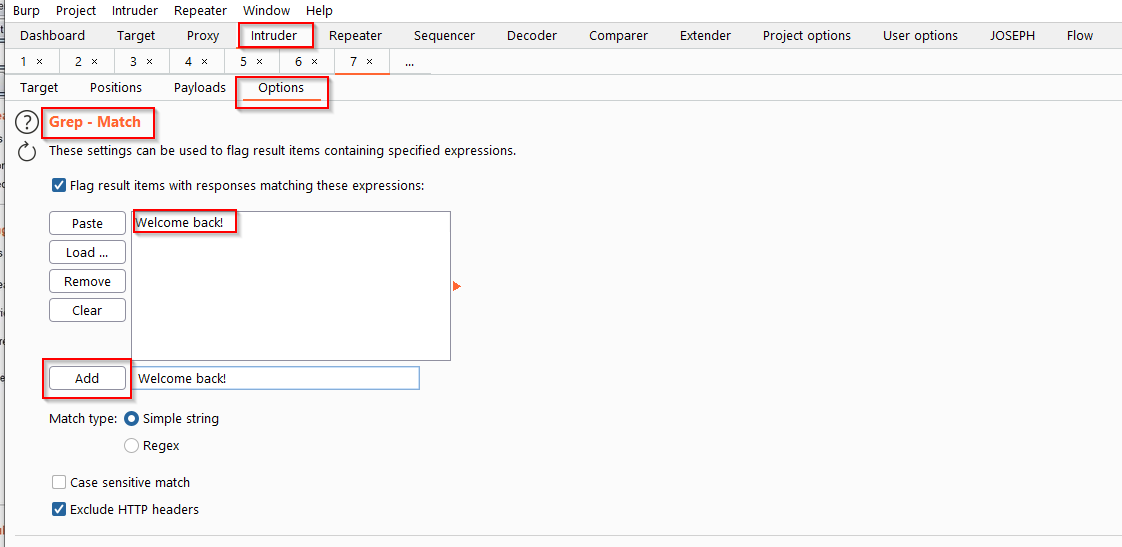 Burp Project Intruder Repeater Window Help
Dashboard Target Proxy Intruder Repeater Sequencer Decoder Comparer Extender Project options User options JOSEPH Flow
1 × 2 × 3 × 4 × 5 × 6 × 7 × ...
Target Positions Payloads Options
? Grep - Match
These settings can be used to flag result items containing specified expressions.
Flag result items with responses matching these expressions:
Paste Welcome back!
Load ...
Remove
Clear
Add Welcome back!
Match type: Simple string
Regex
Case sensitive match
Exclude HTTP headers